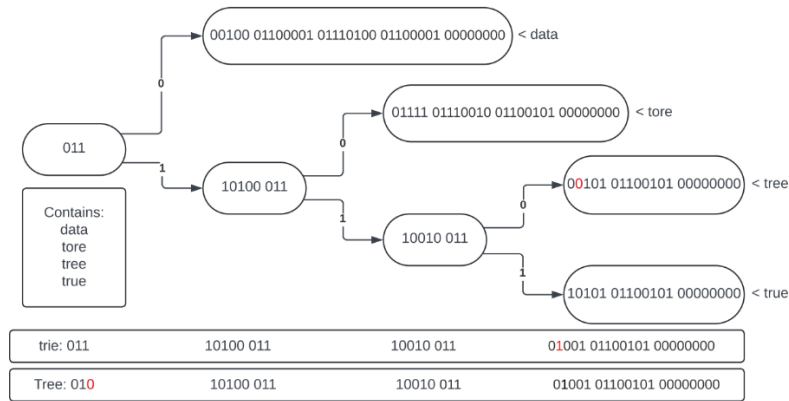 00100 01100001 01110100 01100001 00000000 < data
0
01111 01110010 01100101 00000000 < tore
0
011
1
10100 011
00101 01100101 00000000 < tree
0
1
10010 011
Contains:
data
tore
tree
true
1
10101 01100101 00000000 < true
trie: 011 10100 011 10010 011 01001 01100101 00000000
Tree: 010 10100 011 10010 011 01001 01100101 00000000